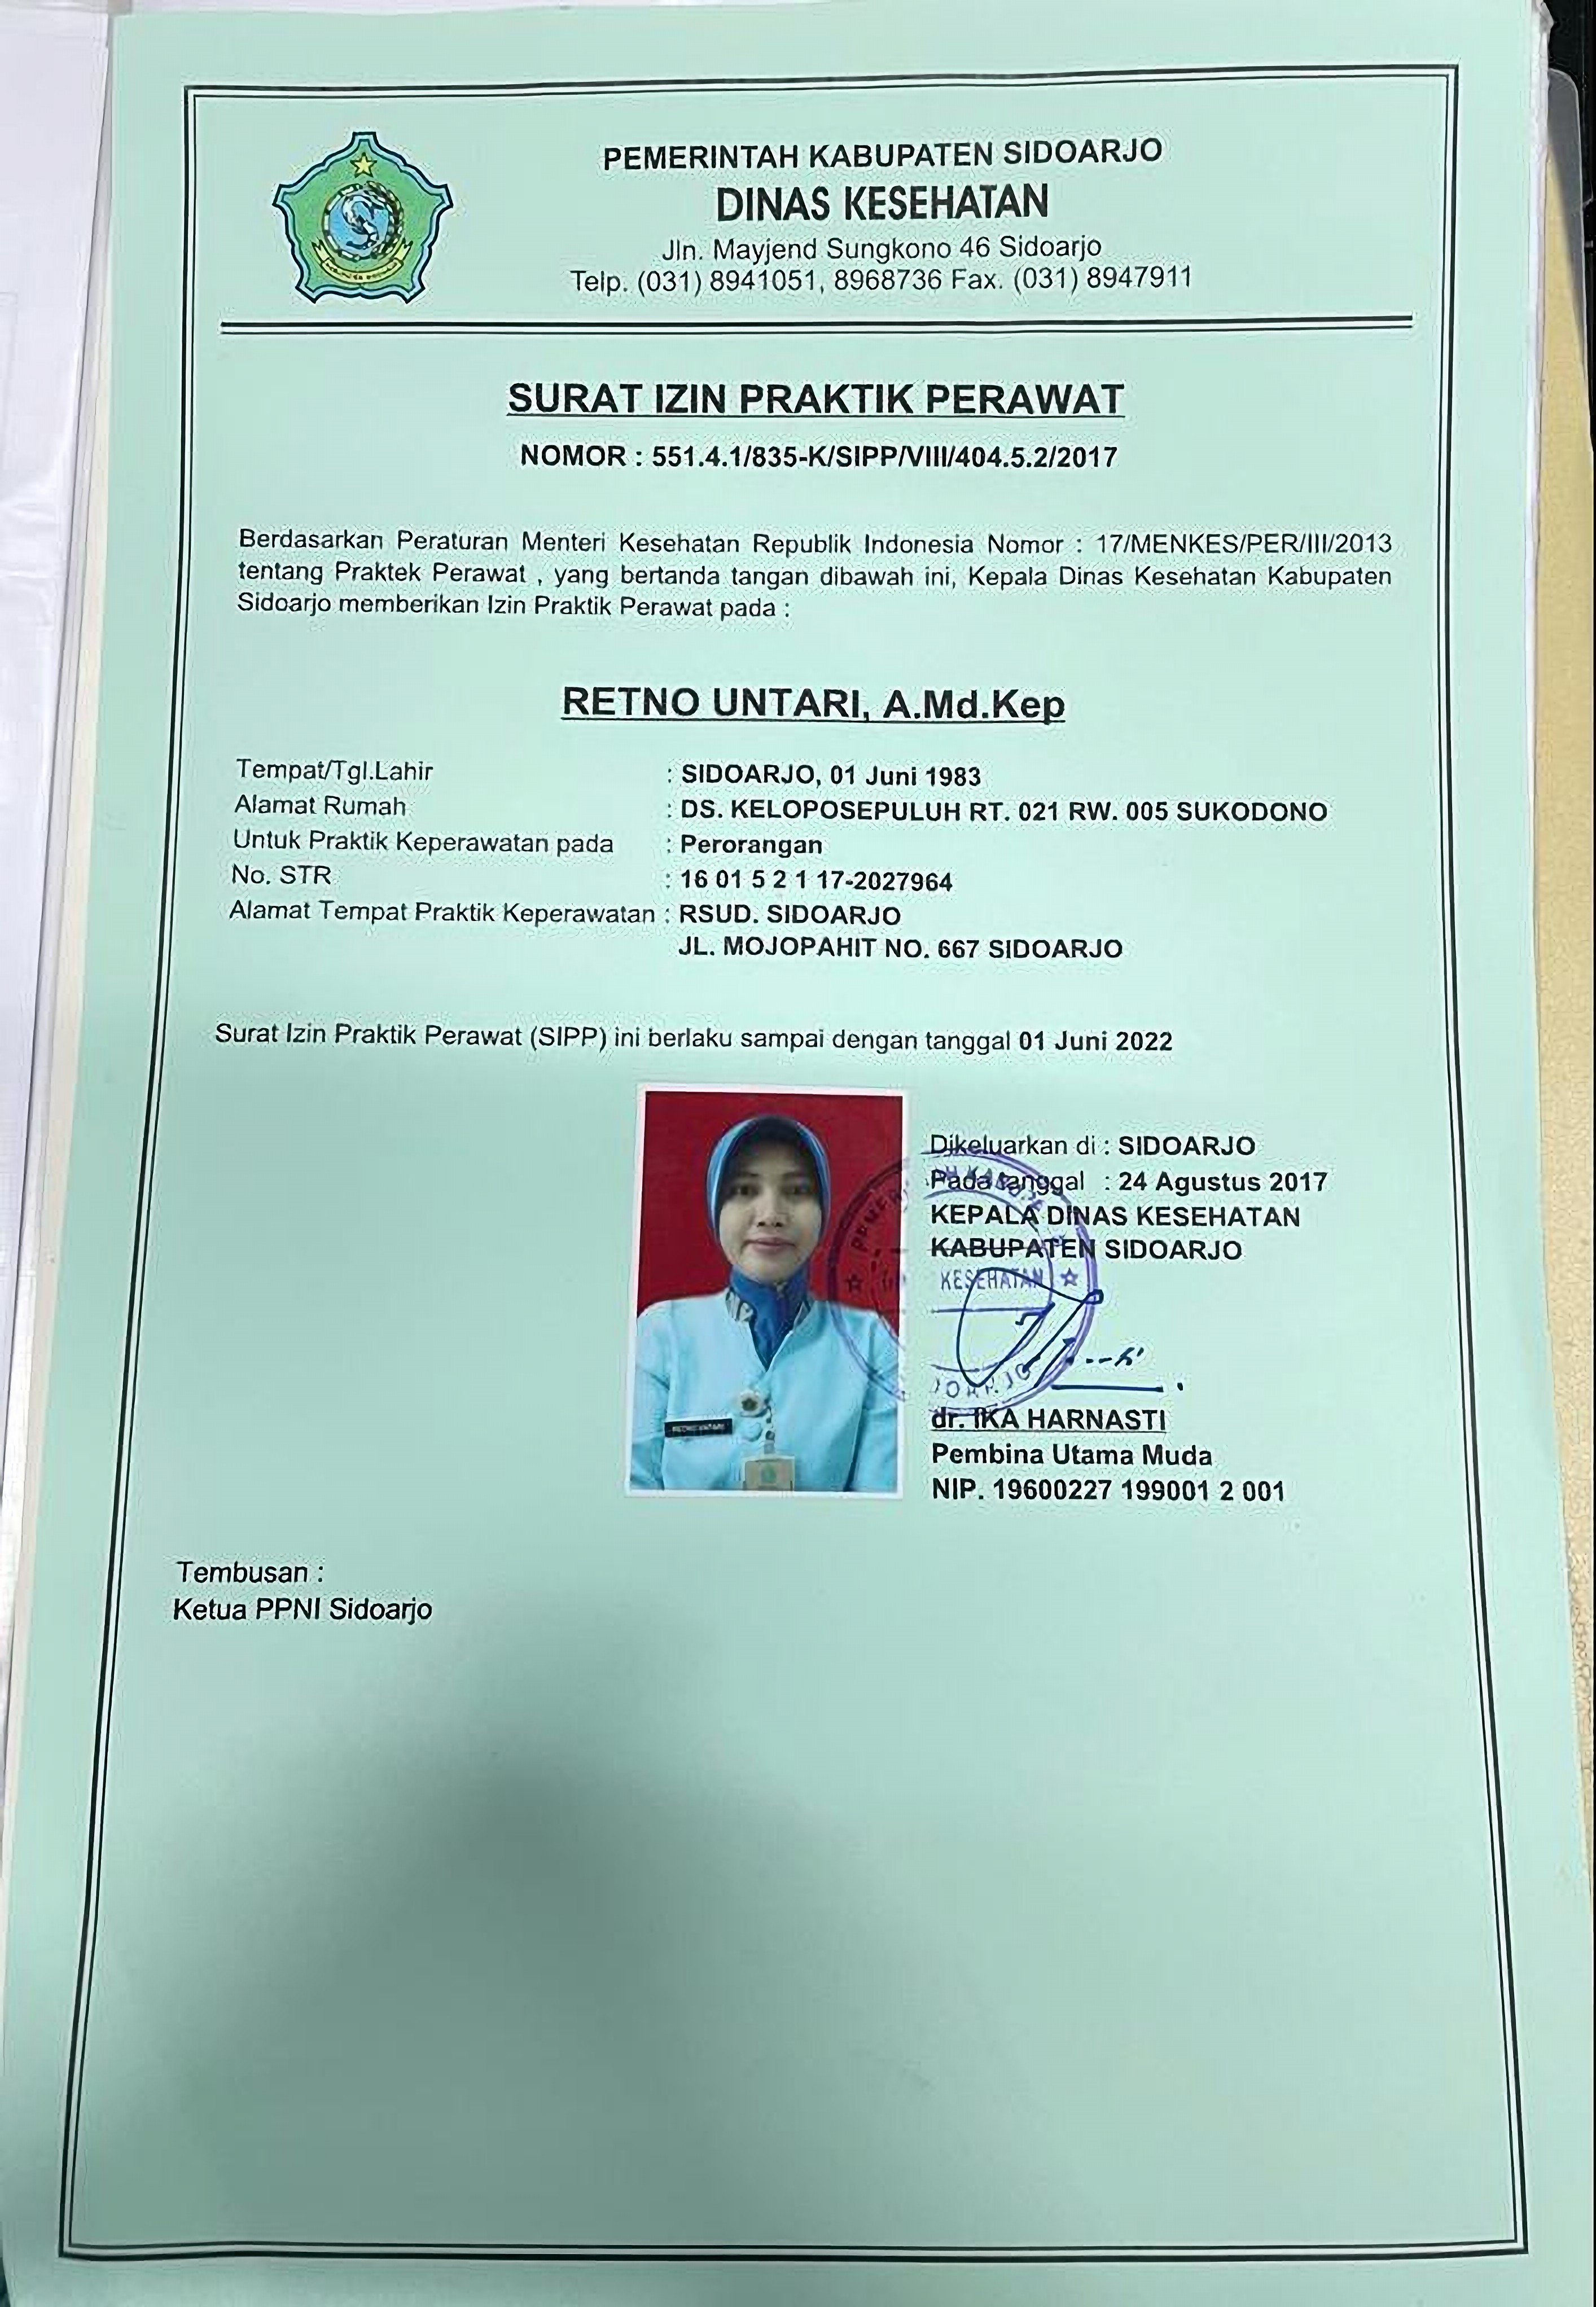 PEMERINTAH KABUPATEN SIDOARJO
DINAS KESEHATAN
Jln. Mayjend Sungkono 46 Sidoarjo
Telp. (031) 8941051, 8968736 Fax. (031) 8947911
SURAT IZIN PRAKTIK PERAWAT
NOMOR : 551.4.1/835-K/SIPP/VIII/404.5.2/2017
Berdasarkan Peraturan Menteri Kesehatan Republik Indonesia Nomor : 17/MENKES/PER/III/2013
tentang Praktek Perawat , yang bertanda tangan dibawah ini, Kepala Dinas Kesehatan Kabupaten
Sidoarjo memberikan Izin Praktik Perawat pada :
RETNO UNTARI, A.Md.Kep
Tempat/Tgl.Lahir : SIDOARJO, 01 Juni 1983
Alamat Rumah : DS. KELOPOSEPULUH RT. 021 RW. 005 SUKODONO
Untuk Praktik Keperawatan pada : Perorangan
No. STR : 16 01 5 2 1 17-2027964
Alamat Tempat Praktik Keperawatan : RSUD. SIDOARJO
JL. MOJOPAHIT NO. 667 SIDOARJO
Surat Izin Praktik Perawat (SIPP) ini berlaku sampai dengan tanggal 01 Juni 2022
Dikeluarkan di : SIDOARJO
Pada tanggal : 24 Agustus 2017
KEPALA DINAS KESEHATAN
KABUPATEN SIDOARJO
KESEHATAN
RETNO UNTARI
dr. IKA HARNASTI
Pembina Utama Muda
NIP. 19600227 199001 2 001
Tembusan :
Ketua PPNI Sidoarjo